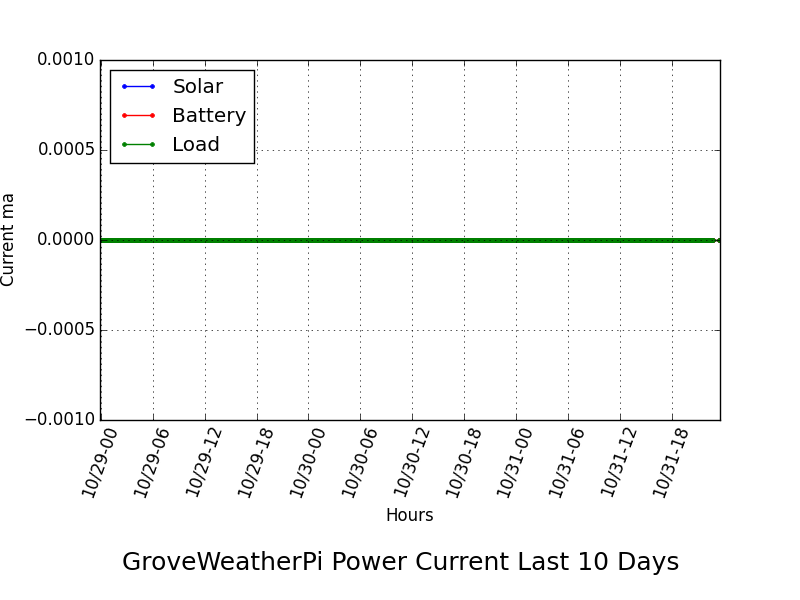 0.0010
Solar
Battery
Load
0.0005
0.0000
−0.0005
−0.0010
Current ma
10/29-00
10/29-06
10/29-12
10/29-18
10/30-00
10/30-06
10/30-12
10/30-18
10/31-00
10/31-06
10/31-12
10/31-18
Hours
GroveWeatherPi Power Current Last 10 Days